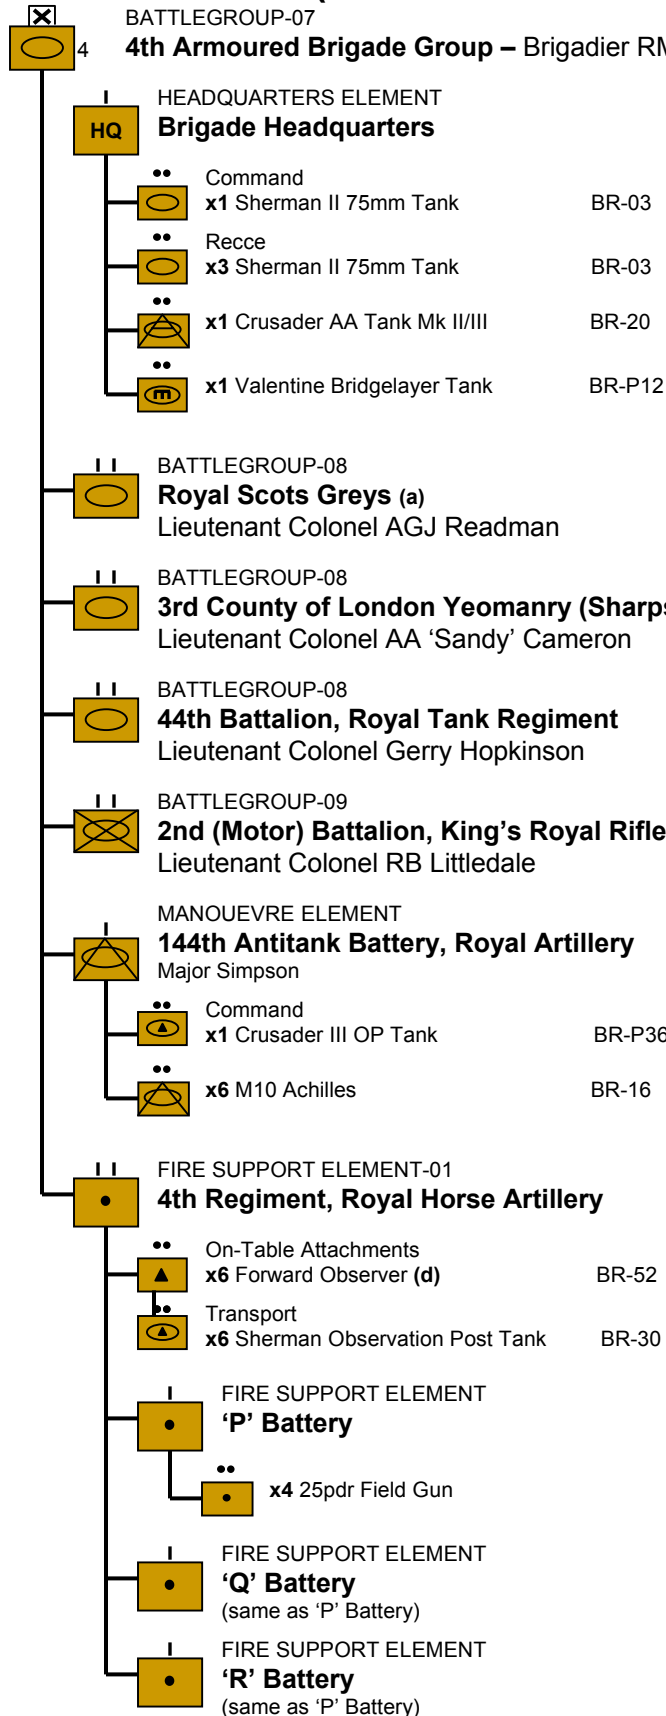 BATTLEGROUP-07
4
4th Armoured Brigade Group – Brigadier
HEADQUARTERS ELEMENT
HQ
Brigade Headquarters
Command
x1 Sherman II 75mm Tank BR-03
Recce
x3 Sherman II 75mm Tank BR-03
x1 Crusader AA Tank Mk II/III BR-20
x1 Valentine Bridgelayer Tank BR-P12
BATTLEGROUP-08
Royal Scots Greys (a)
Lieutenant Colonel AGJ Readman
BATTLEGROUP-08
3rd County of London Yeomanry (Sharps
Lieutenant Colonel AA ‘Sandy’ Cameron
BATTLEGROUP-08
44th Battalion, Royal Tank Regiment
Lieutenant Colonel Gerry Hopkinson
BATTLEGROUP-09
2nd (Motor) Battalion, King’s Royal Rifle
Lieutenant Colonel RB Littledale
MANOUEVRE ELEMENT
144th Antitank Battery, Royal Artillery
Major Simpson
Command
x1 Crusader III OP Tank BR-P36
x6 M10 Achilles BR-16
FIRE SUPPORT ELEMENT-01
4th Regiment, Royal Horse Artillery
On-Table Attachments
x6 Forward Observer (d) BR-52
Transport
x6 Sherman Observation Post Tank BR-30
FIRE SUPPORT ELEMENT
‘P’ Battery
x4 25pdr Field Gun
FIRE SUPPORT ELEMENT
‘Q’ Battery
(same as ‘P’ Battery)
FIRE SUPPORT ELEMENT
‘R’ Battery
(same as ‘P’ Battery)